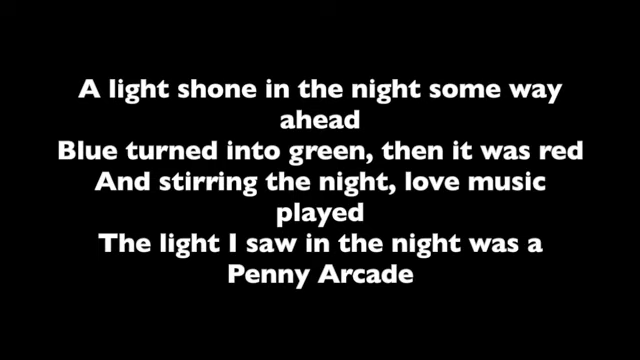 A light shone in the night some way
ahead
Blue turned into green, then it was red
And stirring the night, love music
played
The light I saw in the night was a
Penny Arcade